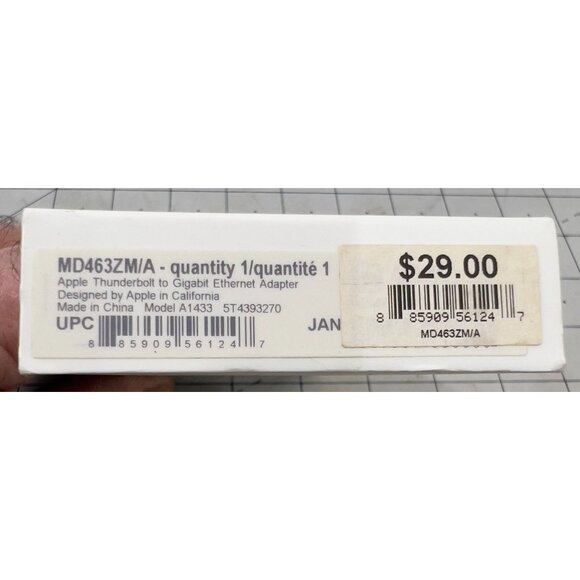 MD463ZM/A - quantity 1/quantité 1
Apple Thunderbolt to Gigabit Ethernet Adapter
Designed by Apple in California
Made in China Model A1433 5T4393270
UPC
8 85909 56124 7
JAN
$29.00
8 85909 56124 7
MD463ZM/A